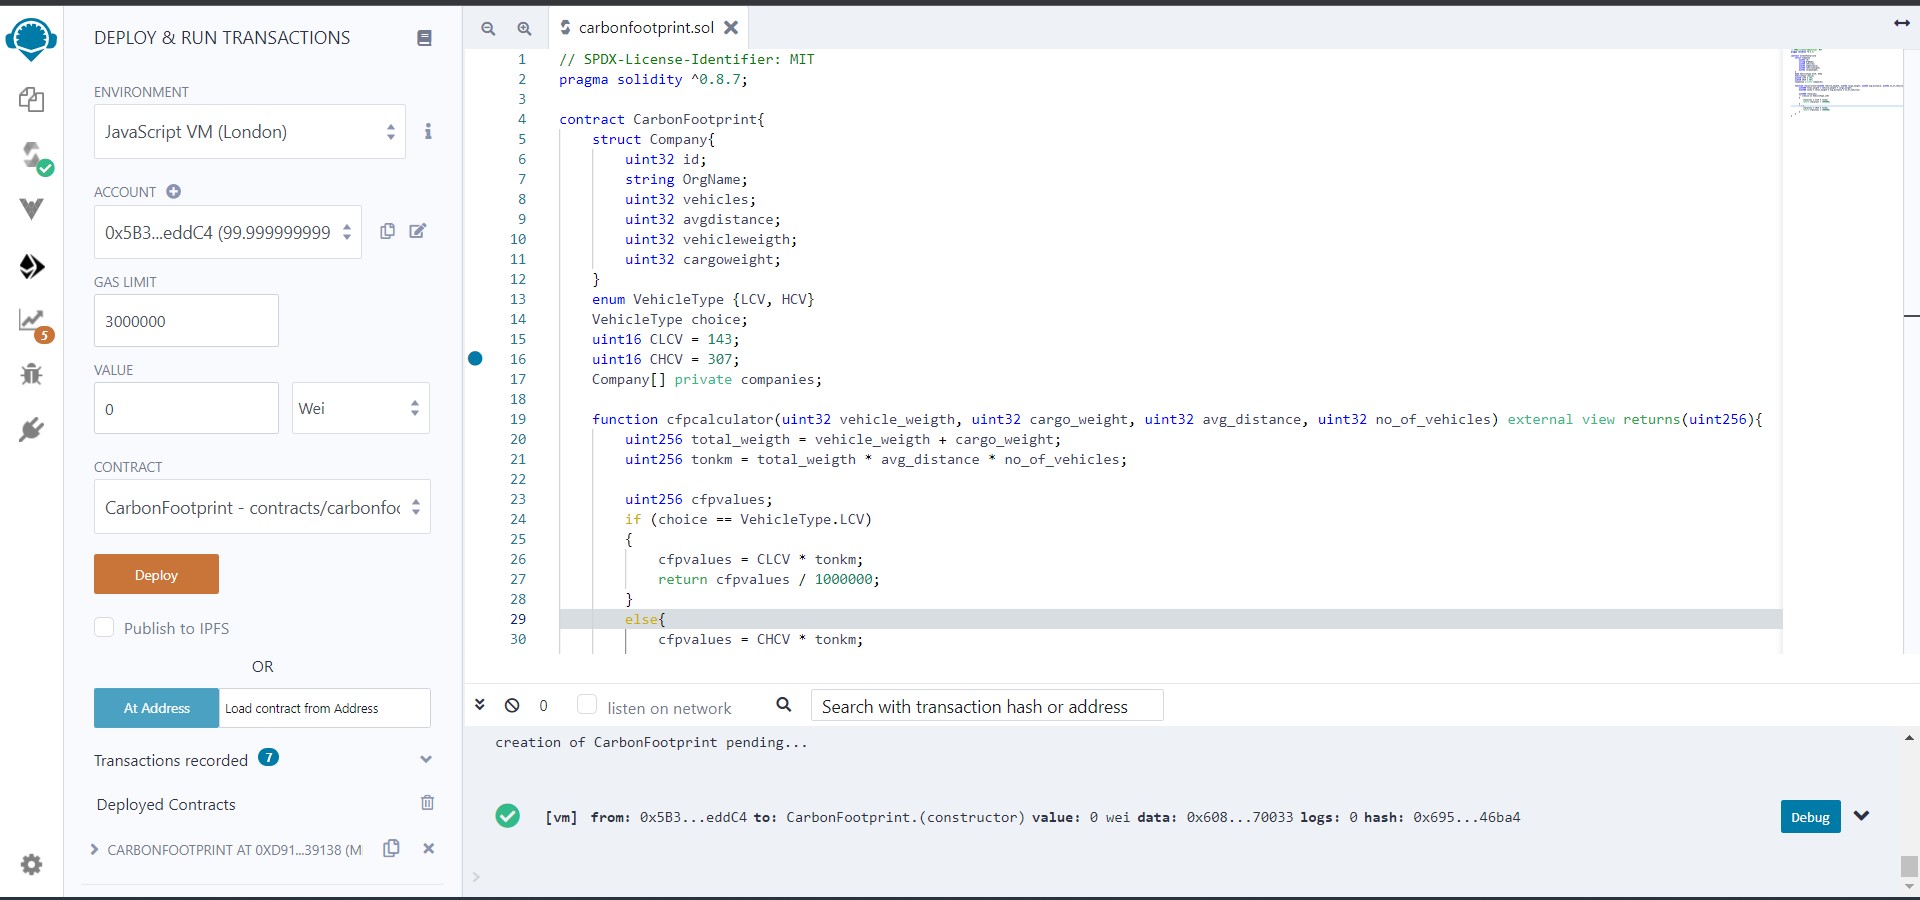 DEPLOY & RUN TRANSACTIONS
ENVIRONMENT
JavaScript VM (London)
ACCOUNT
0x5B3...eddC4 (99.999999999
GAS LIMIT
3000000
VALUE
0
Wei
CONTRACT
CarbonFootprint - contracts/carbonfoc
Deploy
Publish to IPFS
OR
At Address
Load contract from Address
Transactions recorded 7
Deployed Contracts
CARBONFOOTPRINT AT 0XD91...39138 (M
5
carbonfootprint.sol
1 // SPDX-License-Identifier: MIT
2 pragma solidity ^0.8.7;
3
4 contract CarbonFootprint{
5 struct Company{
6 uint32 id;
7 string OrgName;
8 uint32 vehicles;
9 uint32 avgdistance;
10 uint32 vehicleweigth;
11 uint32 cargoweight;
12 }
13 enum VehicleType {LCV, HCV}
14 VehicleType choice;
15 uint16 CLCV = 143;
16 uint16 CHCV = 307;
17 Company[] private companies;
18
19 function cfpcalculator(uint32 vehicle_weigth, uint32 cargo_weight, uint32 avg_distance, uint32 no_of_vehicles) external view returns(uint256){
20 uint256 total_weigth = vehicle_weigth + cargo_weight;
21 uint256 tonkm = total_weigth * avg_distance * no_of_vehicles;
22
23 uint256 cfpvalues;
24 if (choice == VehicleType.LCV)
25 {
26 cfpvalues = CLCV * tonkm;
27 return cfpvalues / 1000000;
28 }
29 else{
30 cfpvalues = CHCV * tonkm;
0
listen on network
Search with transaction hash or address
creation of CarbonFootprint pending...
[vm] from: 0x5B3...eddC4 to: CarbonFootprint.(constructor) value: 0 wei data: 0x608...70033 logs: 0 hash: 0x695...46ba4
Debug
>